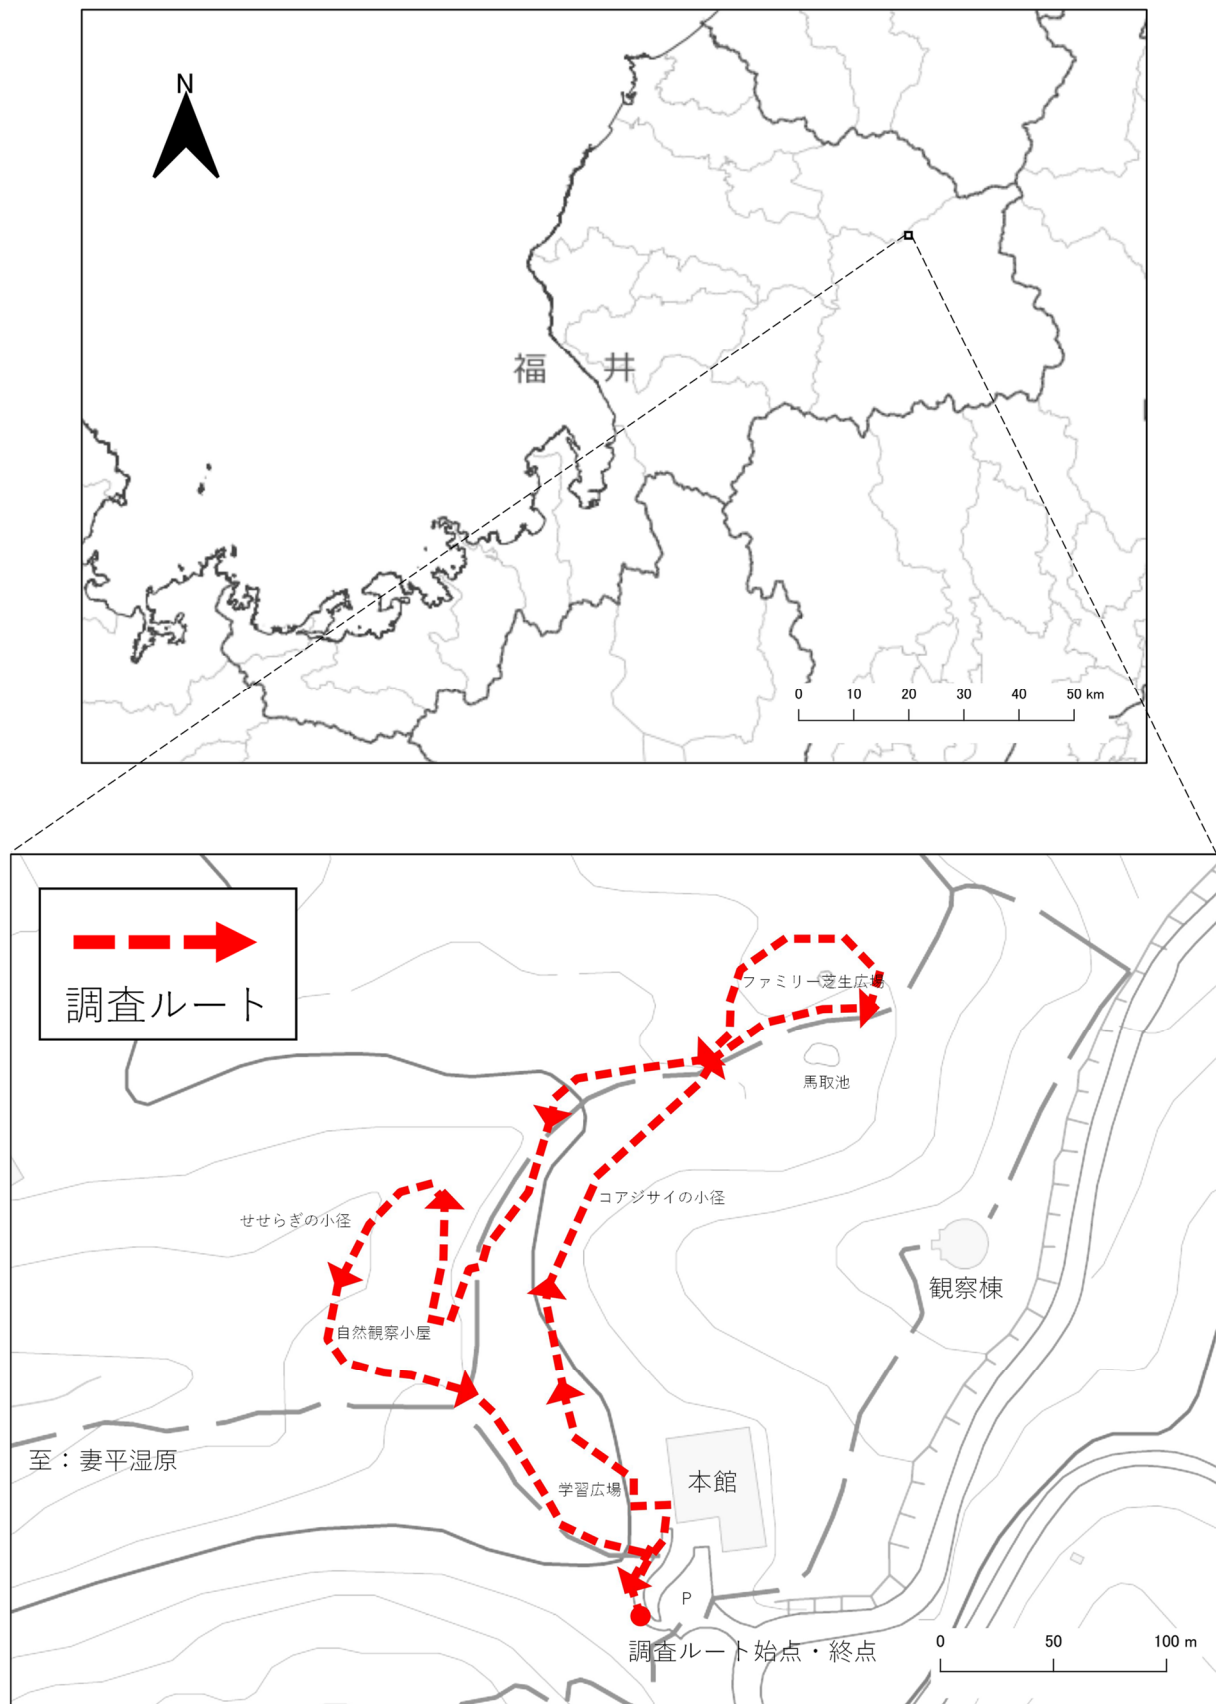 N
福井
0 10 20 30 40 50 km
調査ルート
ファミリー芝生広場
馬取池
コアジサイの小径
せせらぎの小径
観察棟
自然観察小屋
至：妻平湿原
本館
学習広場
P
調査ルート始点・終点
0 50 100 m